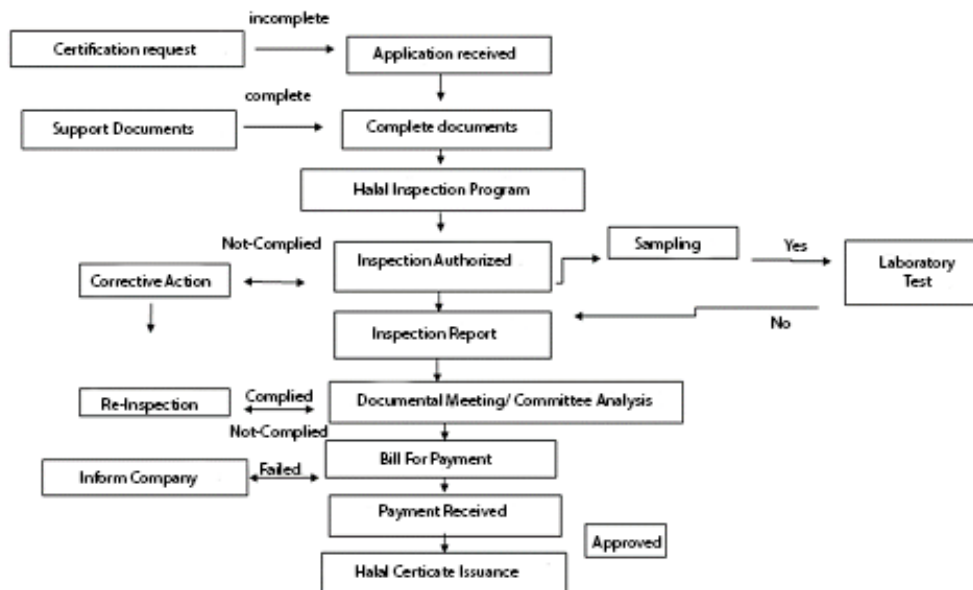 incomplete
Certification request
Application received
complete
Support Documents
Complete documents
Halal Inspection Program
Not-Complied
Inspection Authorized
Sampling
Yes
Laboratory
Test
Corrective Action
No
Inspection Report
Re-Inspection
Complied
Documental Meeting/ Committee Analysis
Not-Complied
Bill For Payment
Inform Company
Failed
Payment Received
Approved
Halal Certicate Issuance